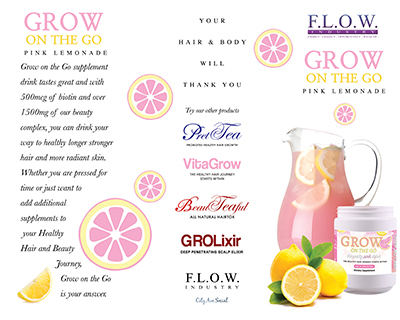 GROW
ON THE GO
PINK LEMONADE
Grow on the Go supplement
drink tastes great and with
500mcg of biotin and over
1500mg of our beauty
complex, you can drink your
way to healthy longer stronger
hair and more radiant skin.
Whether you are pressed for
time or just want to
add additional
supplements to
your Healthy
Hair and Beauty
Journey,
Grow on the Go
is your answer.
YOUR
HAIR & BODY
WILL
THANK YOU
Try our other products
PreTea
PROMOTES HEALTHY HAIR GROWTH
VitaGrow
THE HEALTHY HAIR JOURNEY
STARTS WITHIN
BeauTeaful
ALL NATURAL HAIRTOX
GROLixir
DEEP PENETRATING SCALP ELIXIR
F.L.O.W.
INDUSTRY
F.L.O.W.
INDUSTRY
GROW
ON THE GO
PINK LEMONADE
GROW
ON THE GO